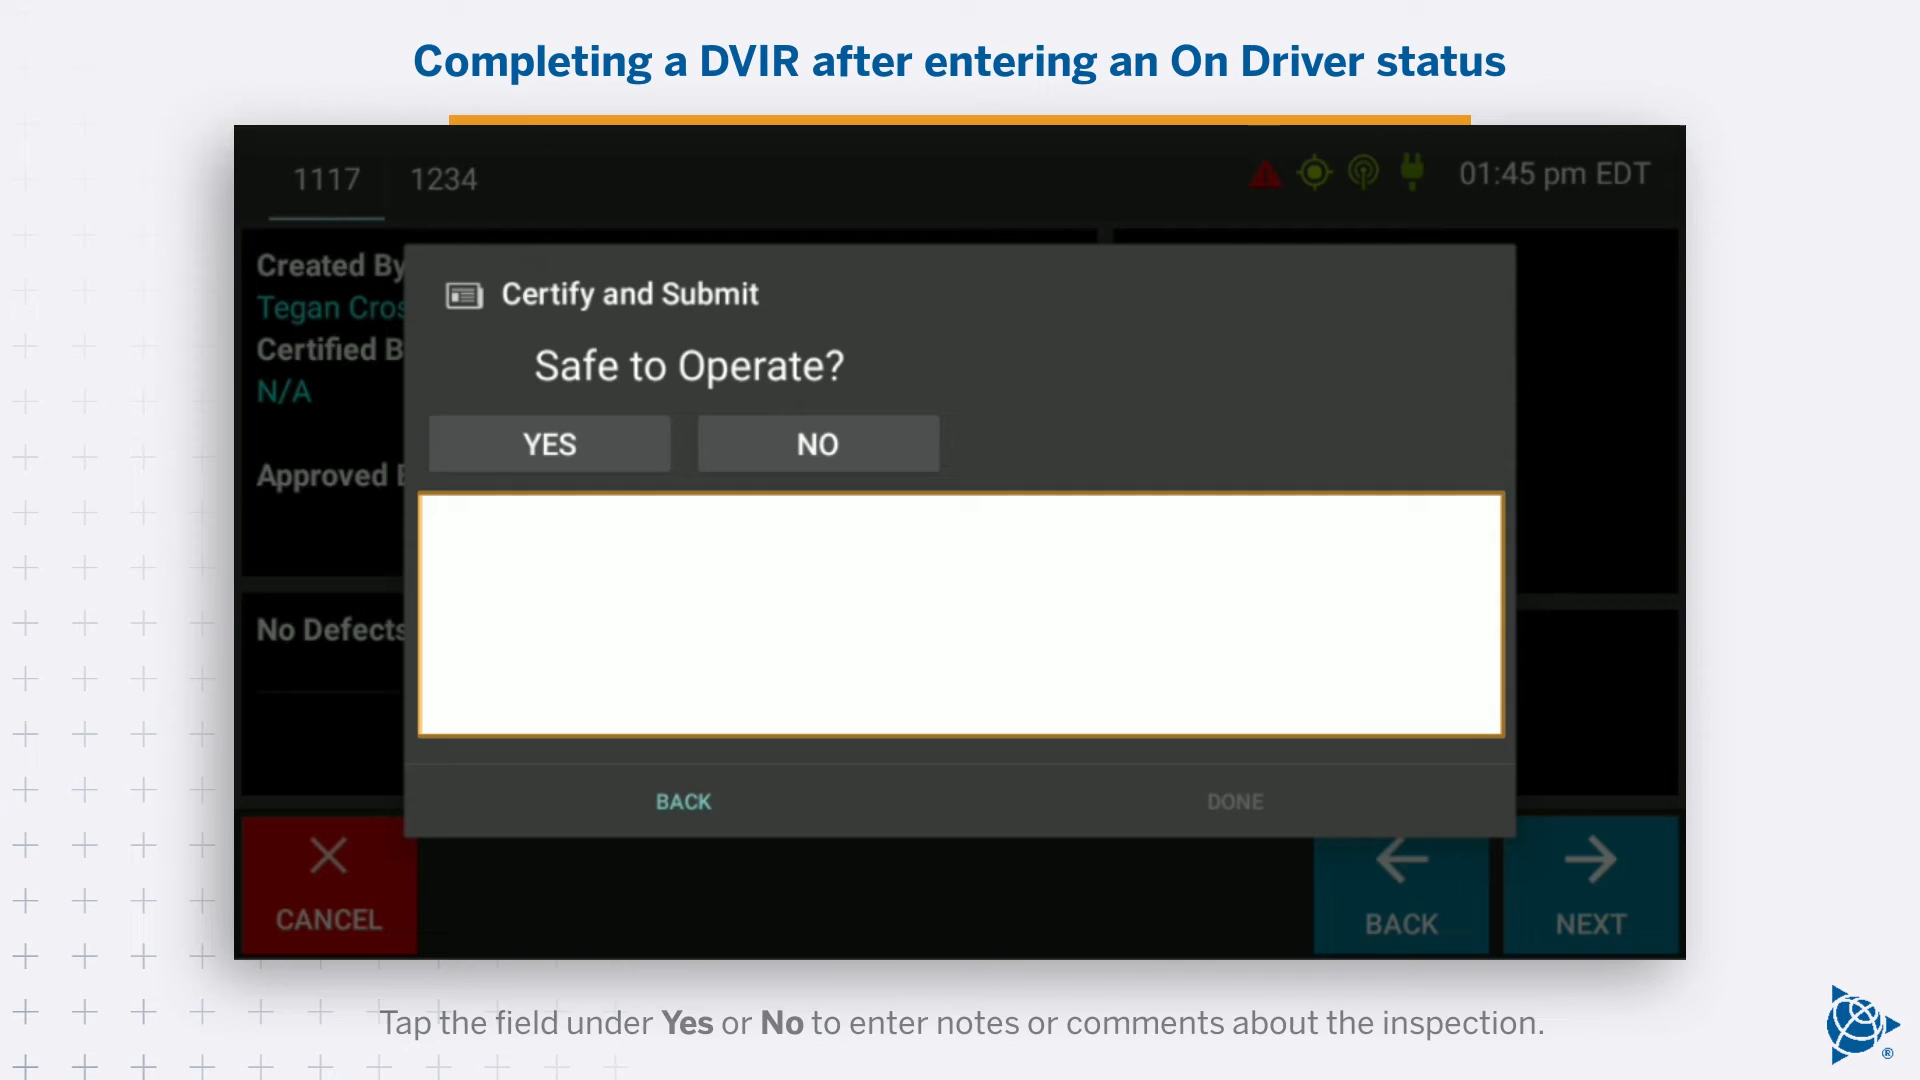 Completing a DVIR after entering an On Driver status
1117 1234 01:45 pm EDT
Created By
Tegan Cros
Certified B
N/A
Approved
No Defects
Certify and Submit
Safe to Operate?
YES NO
BACK DONE
CANCEL
BACK
NEXT
Tap the field under Yes or No to enter notes or comments about the inspection.
®